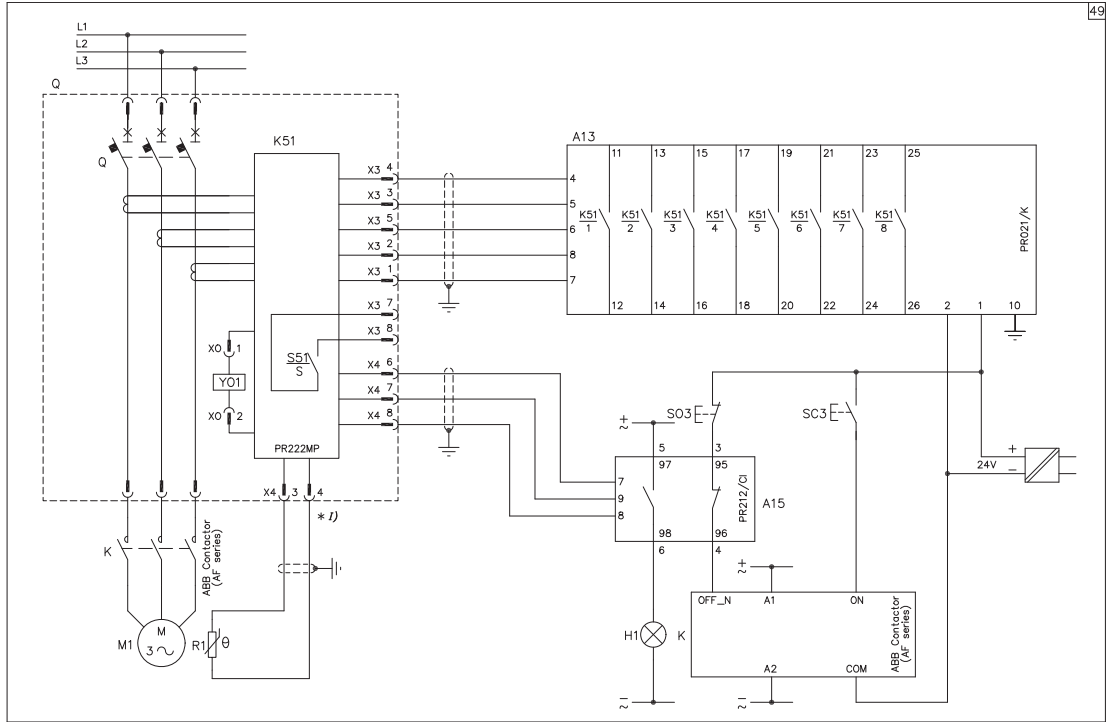 49
L1
L2
L3
Q
Q
K51
X3 4
X3 3
X3 5
X3 2
X3 1
X3 7
X3 8
X4 6
X4 7
X4 8
S51
S
X0 1
Y01
X0 2
PR222MP
X4 3 4
* I)
A13
11 13 15 17 19 21 23 25
4
5
6
8
7
K51 K51 K51 K51 K51 K51 K51 K51
1 2 3 4 5 6 7 8
PR021/K
12 14 16 18 20 22 24 26 2 1 10
SO3
SC3
+
~
5 3
97 95
7
9
8
PR212/CI
A15
98 96
6 4
+
24V
−
K
ABB Contactor
(AF series)
M1
M
3 ~
R1
θ
~ +
OFF_N A1 ON
H1
K
ABB Contactor
(AF series)
A2 COM
− ~
− ~